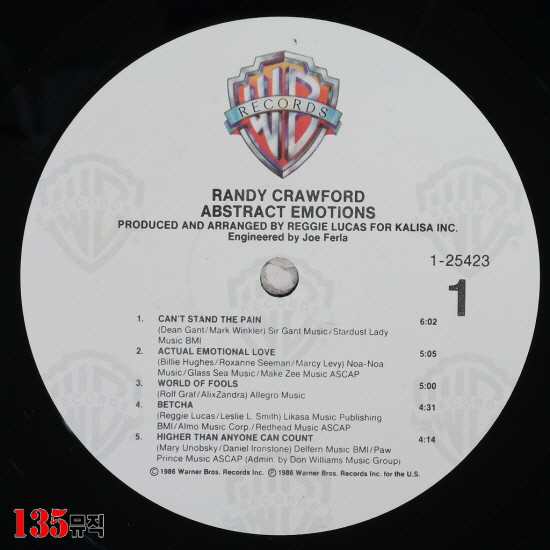 WB
RECORDS
RANDY CRAWFORD
ABSTRACT EMOTIONS
PRODUCED AND ARRANGED BY REGGIE LUCAS FOR KALISA INC.
Engineered by Joe Ferla
1-25423
1
1. CAN'T STAND THE PAIN 6:02
(Dean Gant/Mark Winkler) Sir Gant Music/Stardust Lady
Music BMI
2. ACTUAL EMOTIONAL LOVE 5:05
(Billie Hughes/Roxanne Seeman/Marcy Levy) Noa-Noa
Music/Glass Sea Music/Make Zee Music ASCAP
3. WORLD OF FOOLS 5:00
(Rolf Graf/AlixZandra) Allegro Music
4. BETCHA 4:31
(Reggie Lucas/Leslie L. Smith) Likasa Music Publishing
BMI/Almo Music Corp./Redhead Music ASCAP
5. HIGHER THAN ANYONE CAN COUNT 4:14
(Mary Unobsky/Daniel Ironstone) Delfern Music BMI/Paw
Prince Music ASCAP (Admin. by Don Williams Music Group)
© 1986 Warner Bros. Records Inc. ℗ 1986 Warner Bros. Records Inc. for the U.S.
135뮤직